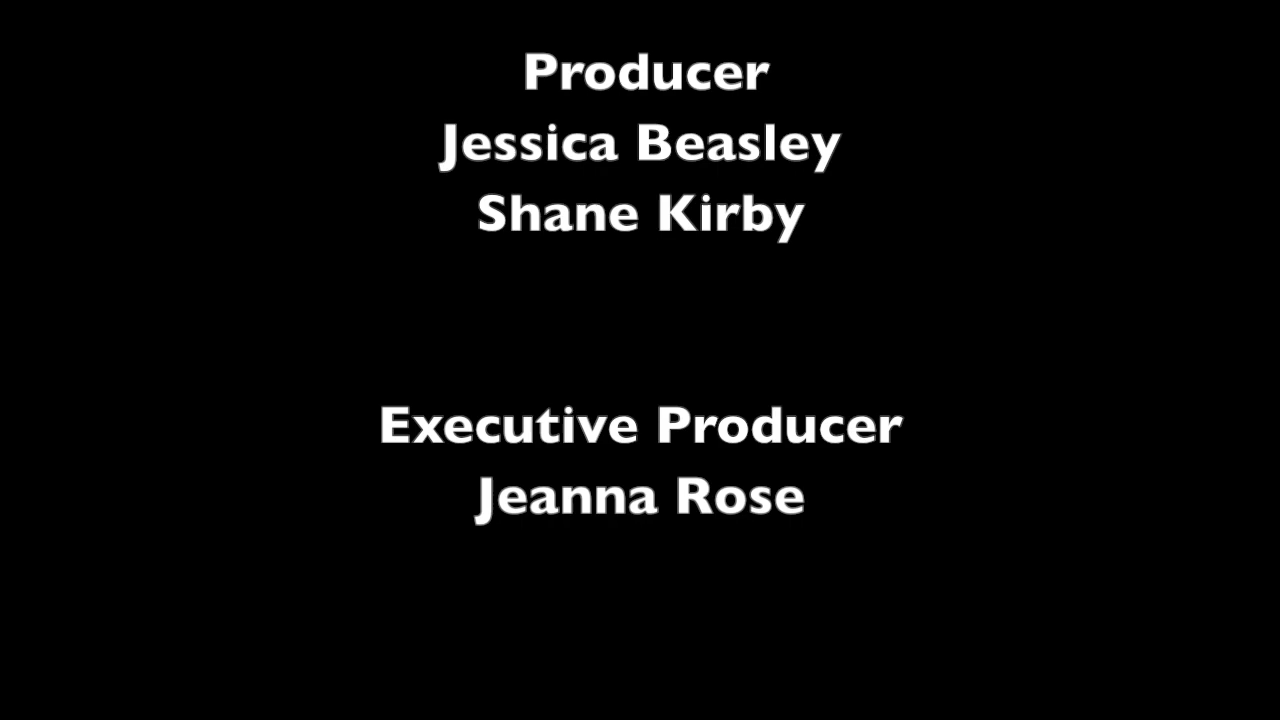 Producer
Jessica Beasley
Shane Kirby
Executive Producer
Jeanna Rose